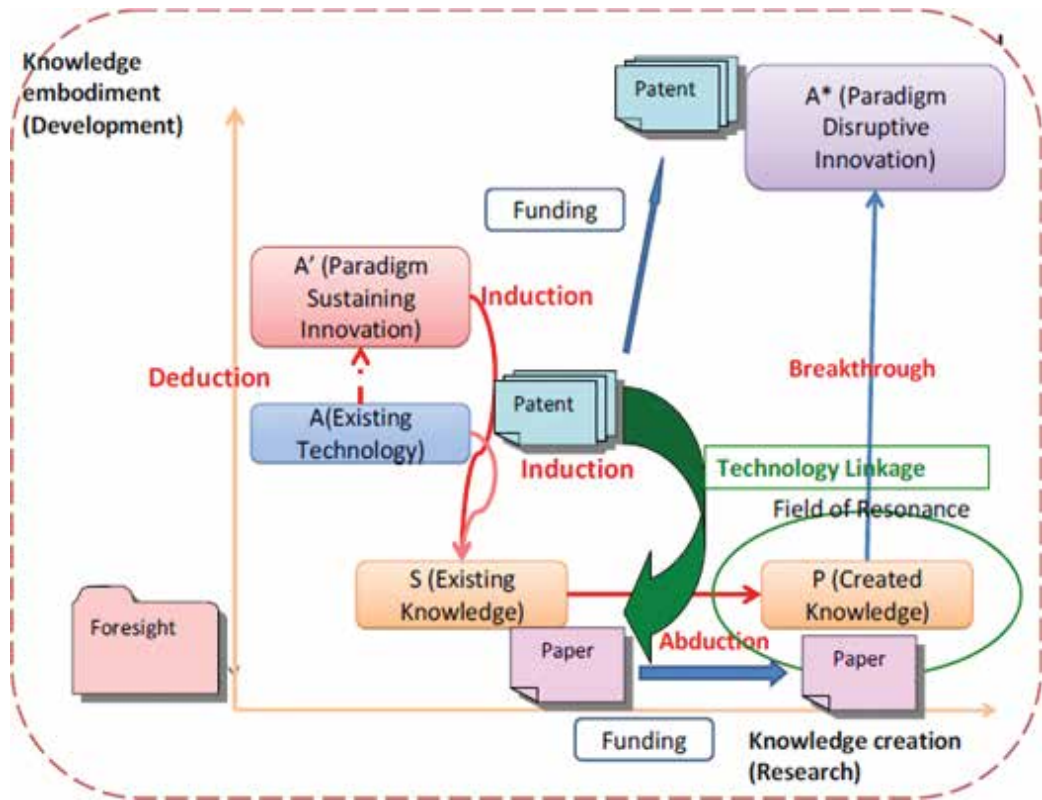 Knowledge
embodiment
(Development)
Patent
A* (Paradigm
Disruptive
Innovation)
Funding
A’ (Paradigm
Sustaining
Innovation)
Induction
Deduction
Breakthrough
A(Existing
Technology)
Patent
Induction
Technology Linkage
Field of Resonance
S (Existing
Knowledge)
P (Created
Knowledge)
Foresight
Paper
Abduction
Paper
Funding
Knowledge creation
(Research)